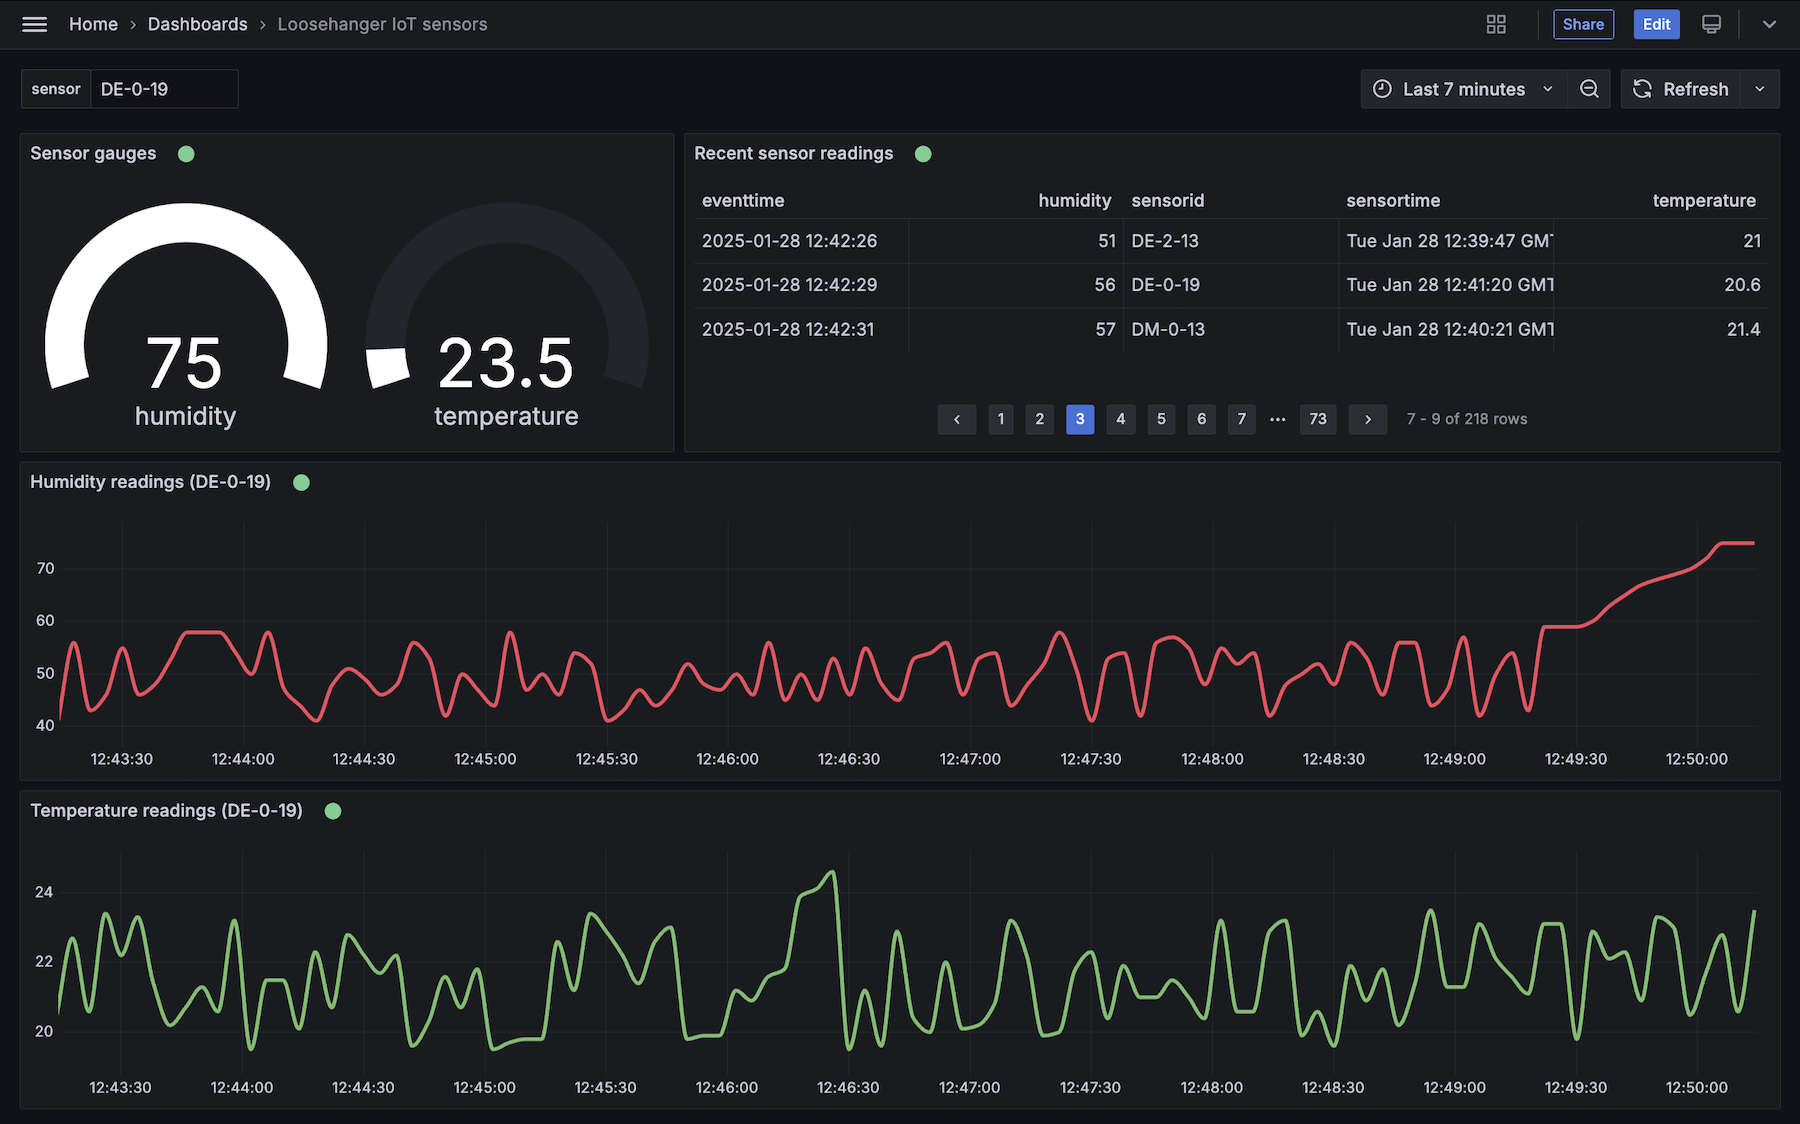 Home › Dashboards › Loosehanger IoT sensors
Share Edit
sensor DE-0-19
Last 7 minutes Refresh
Sensor gauges
75
humidity
23.5
temperature
Recent sensor readings
eventtime humidity sensorid sensortime temperature
2025-01-28 12:42:26 51 DE-2-13 Tue Jan 28 12:39:47 GMT 21
2025-01-28 12:42:29 56 DE-0-19 Tue Jan 28 12:41:20 GMT 20.6
2025-01-28 12:42:31 57 DM-0-13 Tue Jan 28 12:40:21 GMT 21.4
‹ 1 2 3 4 5 6 7 ••• 73 › 7 - 9 of 218 rows
Humidity readings (DE-0-19)
70
60
50
40
12:43:30 12:44:00 12:44:30 12:45:00 12:45:30 12:46:00 12:46:30 12:47:00 12:47:30 12:48:00 12:48:30 12:49:00 12:49:30 12:50:00
Temperature readings (DE-0-19)
24
22
20
12:43:30 12:44:00 12:44:30 12:45:00 12:45:30 12:46:00 12:46:30 12:47:00 12:47:30 12:48:00 12:48:30 12:49:00 12:49:30 12:50:00